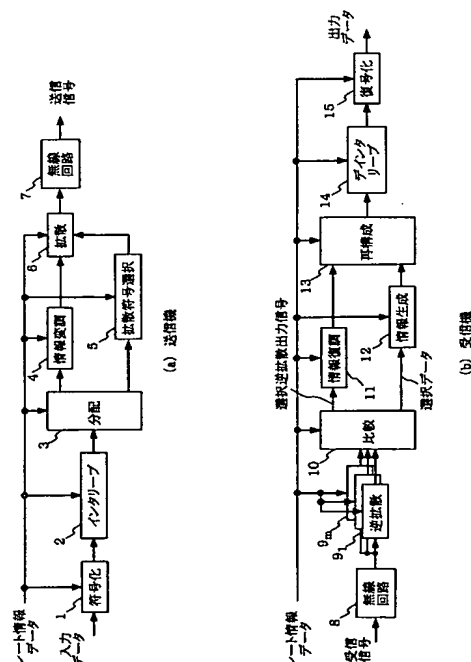 ート情報
データ
入力
データ
1
符号化
2
インタリーブ
3
分配
4
情報変調
5
拡散符号選択
6
拡散
7
無線
回路
送信
信号
(a) 送信機
ート情報
データ
受信
信号
8
無線
回路
9m
91
逆拡散
10
比較
選択逆拡散出力信号
11
情報復調
12
情報生成
選択データ
13
再構成
14
デインタ
リーブ
15
復号化
出力
データ
(b) 受信機